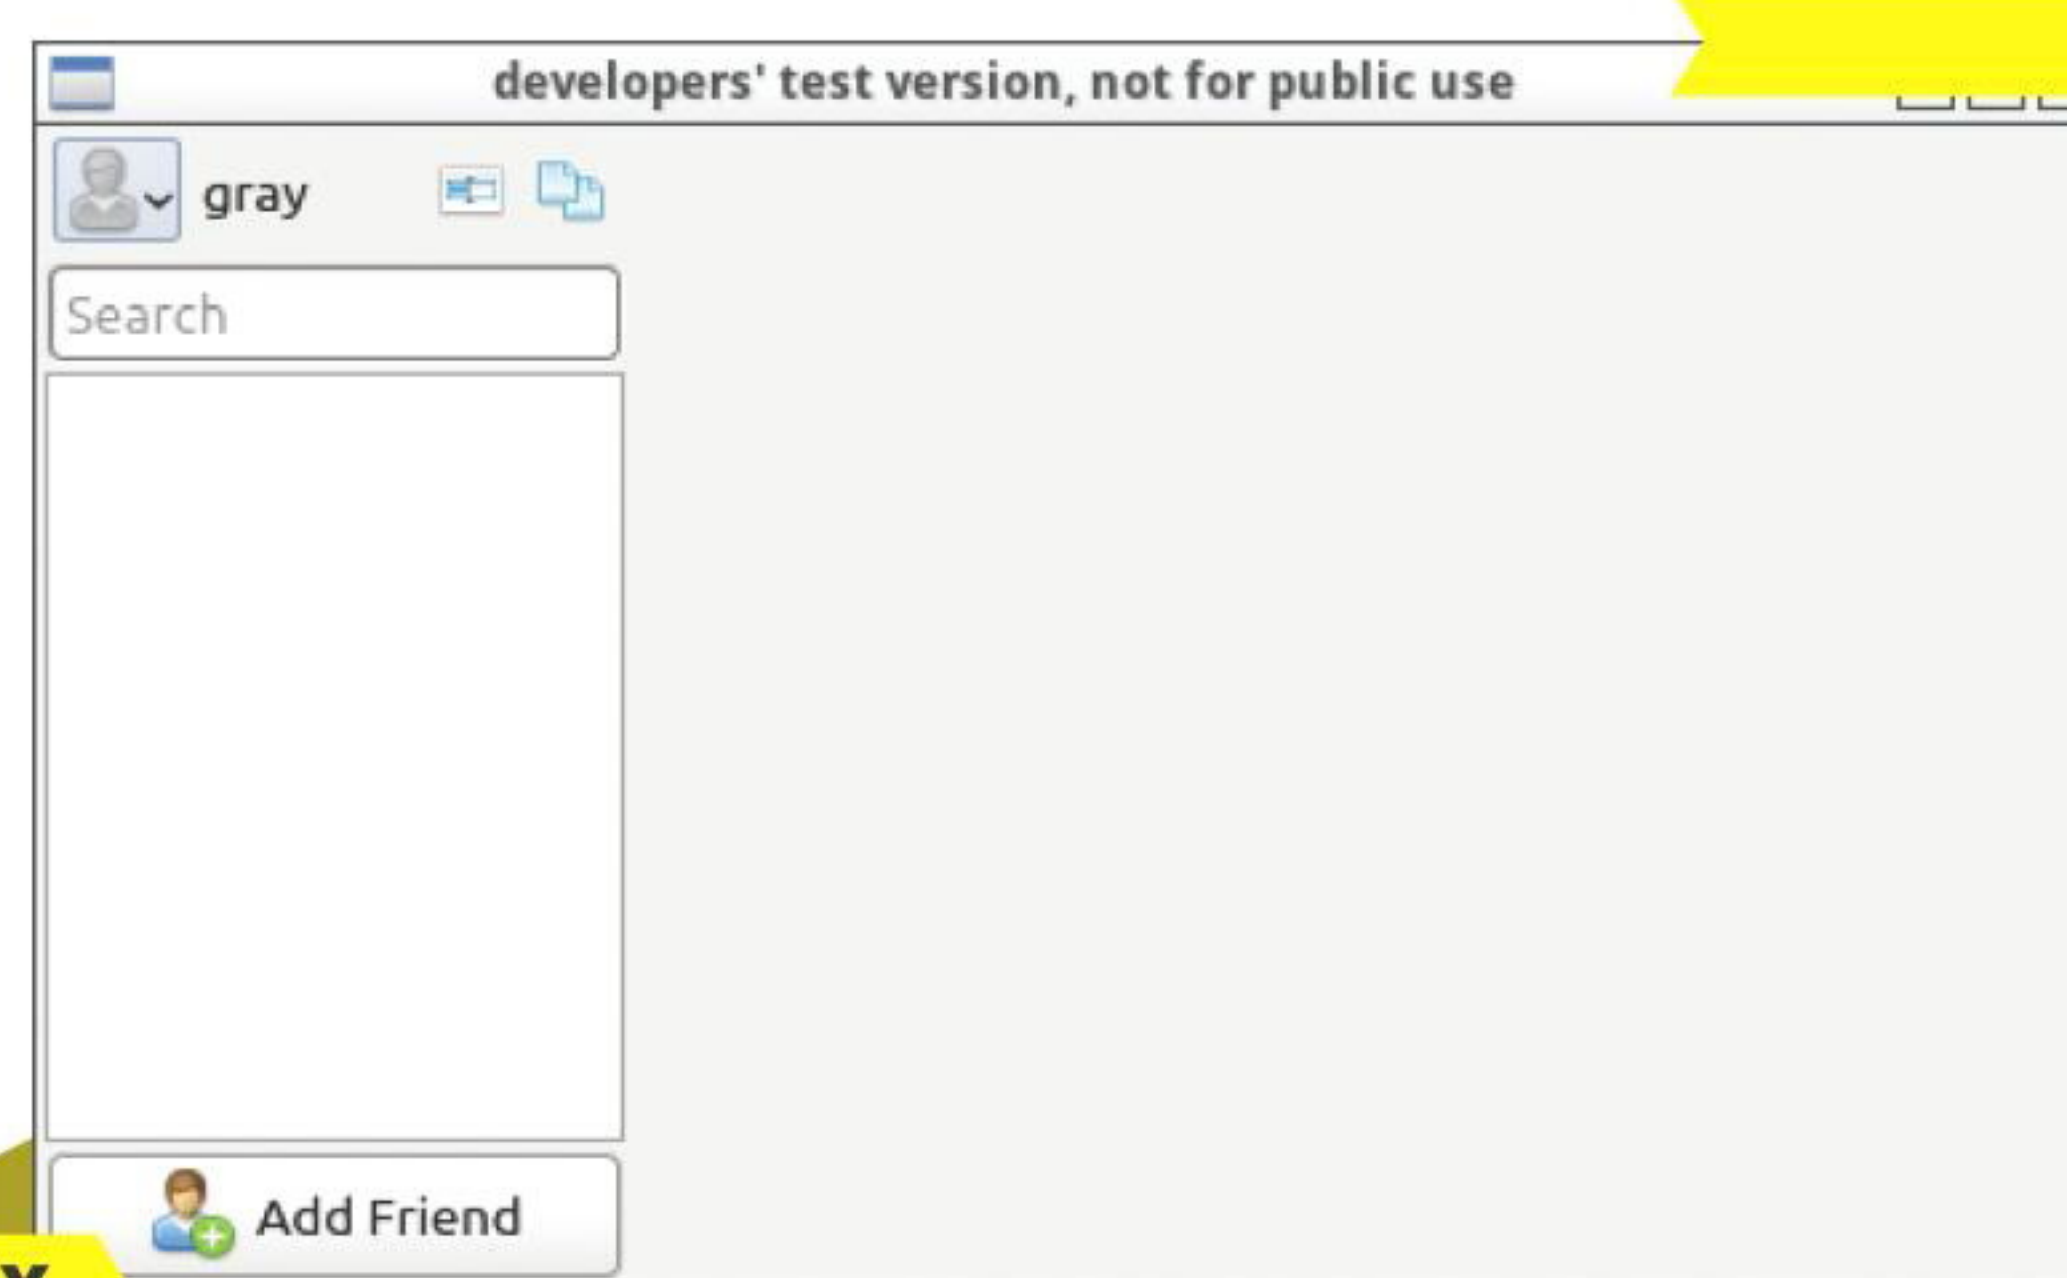 developers' test version, not for public use
gray
Search
Add Friend